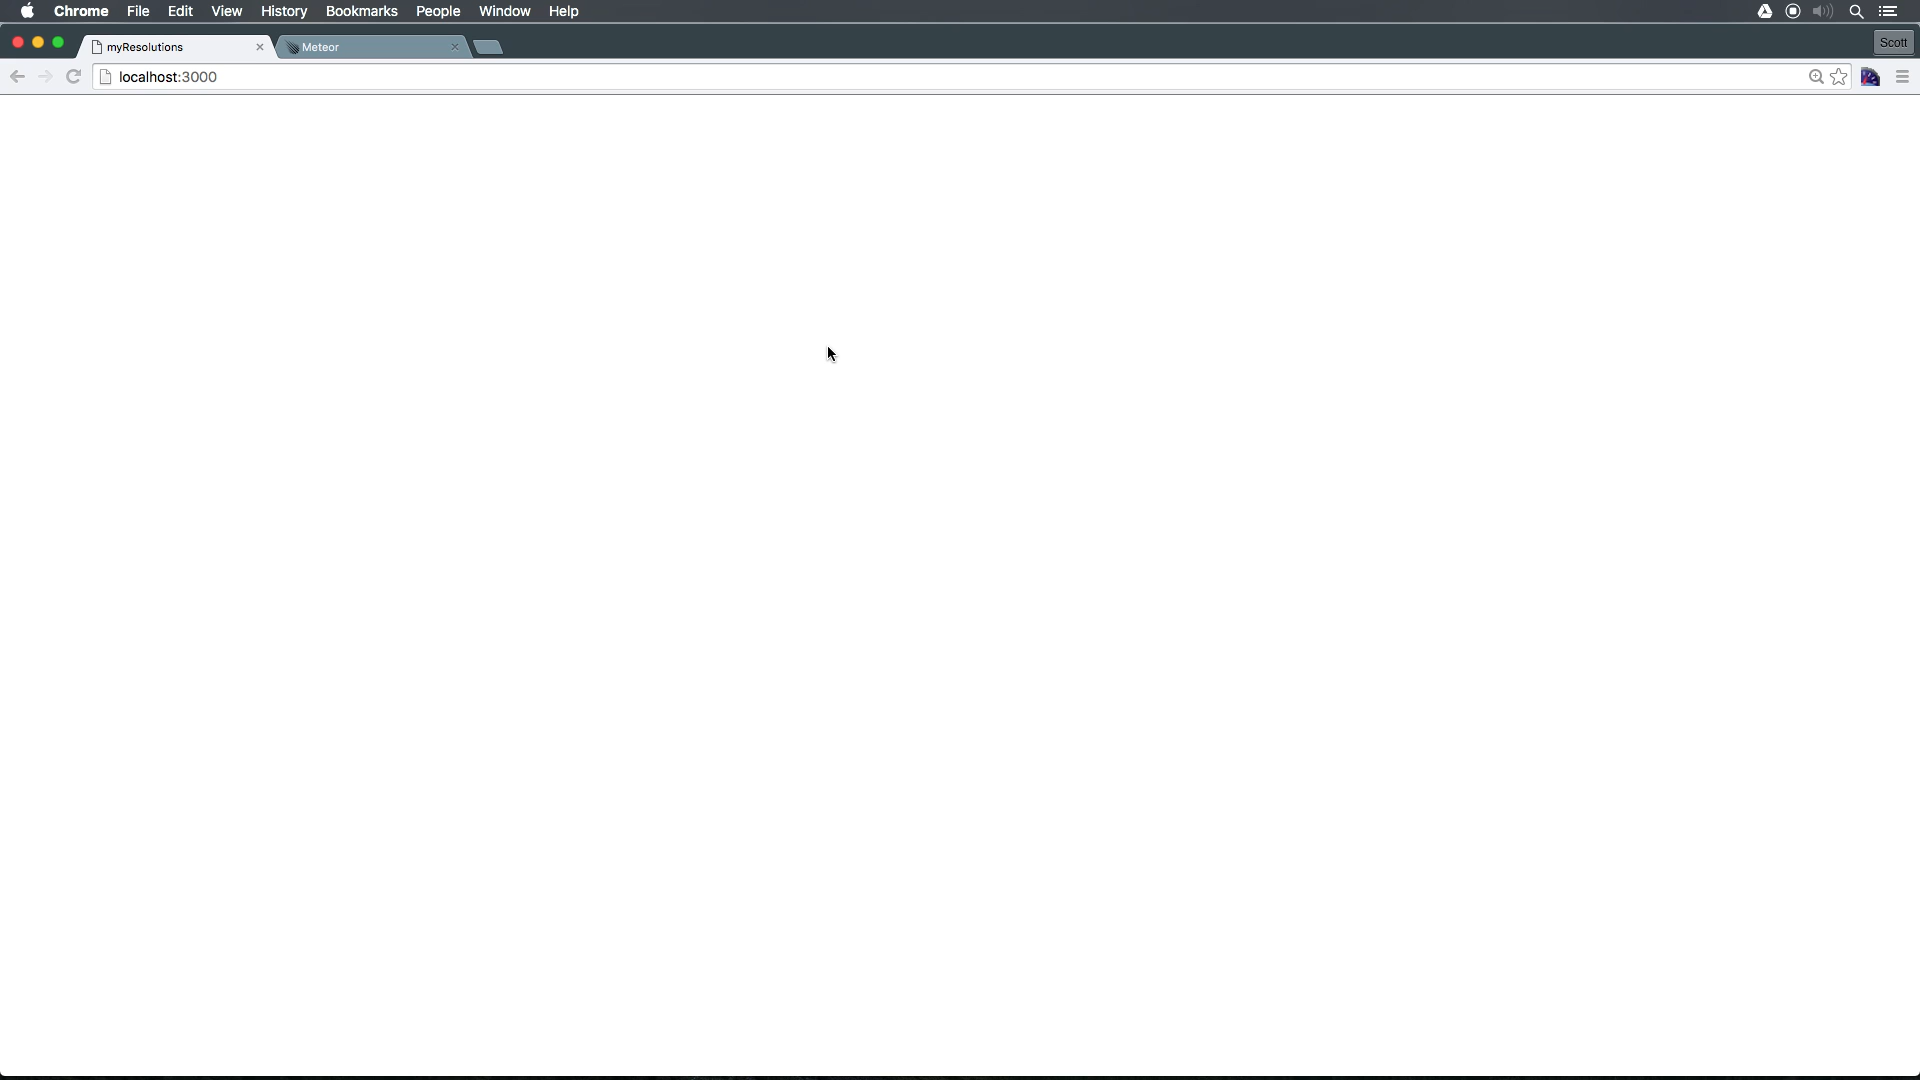 Chrome File Edit View History Bookmarks People Window Help
myResolutions Meteor Scott
localhost:3000